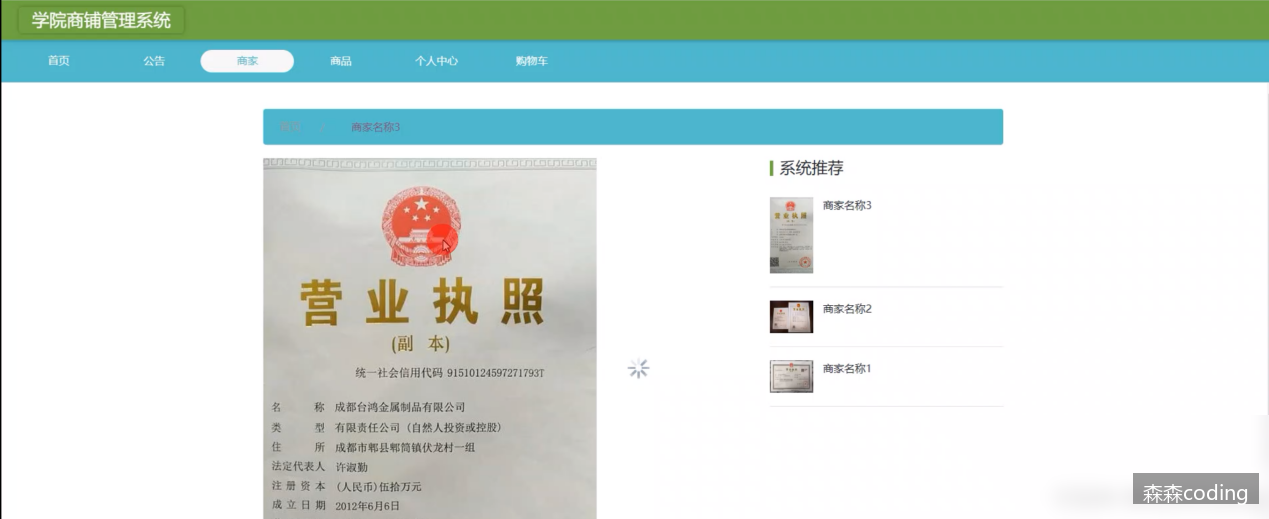 学院商铺管理系统
首页 公告 商家 商品 个人中心 购物车
首页 / 商家名称3
营业执照
(副 本)
统一社会信用代码 91510124597271793T
名 称 成都台鸿金属制品有限公司
类 型 有限责任公司 (自然人投资或控股)
住 所 成都市郫县郫筒镇伏龙村一组
法定代表人 许淑勤
注册资本 (人民币)伍拾万元
成立日期 2012年6月6日
系统推荐
商家名称3
营业执照
商家名称2
商家名称1
森森coding